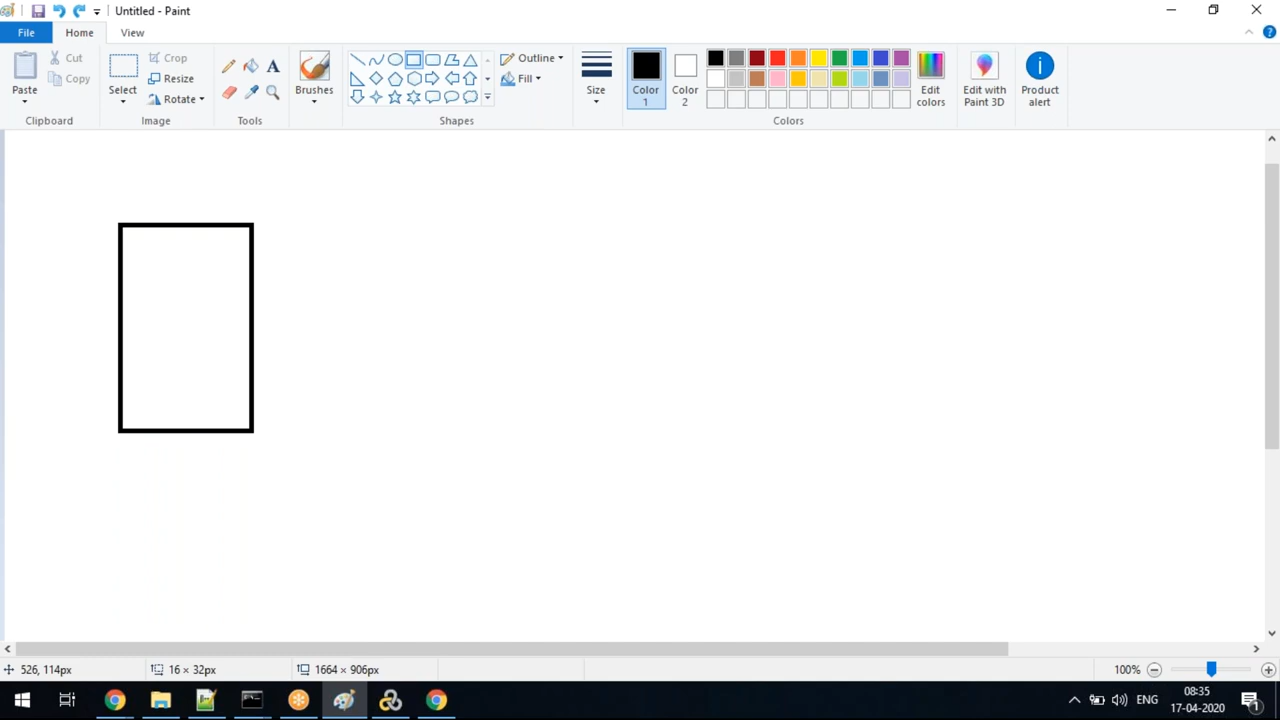 Untitled - Paint
File Home View
Paste
Cut
Copy
Clipboard
Select
Crop
Resize
Rotate
Image
A
Tools
Brushes
Outline
Fill
Shapes
Size
Color 1
Color 2
Edit colors
Colors
Edit with Paint 3D
Product alert
526, 114px 16 × 32px 1664 × 906px 100%
ENG
08:35
17-04-2020
1